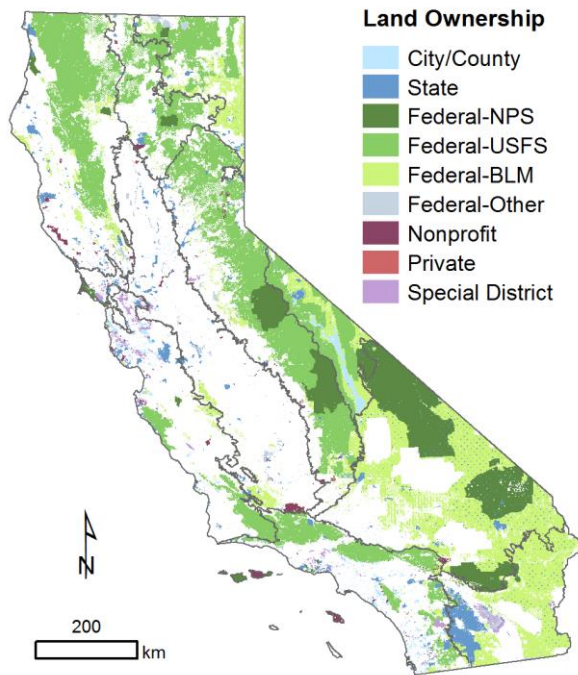 Land Ownership
City/County
State
Federal-NPS
Federal-USFS
Federal-BLM
Federal-Other
Nonprofit
Private
Special District
N
200
km